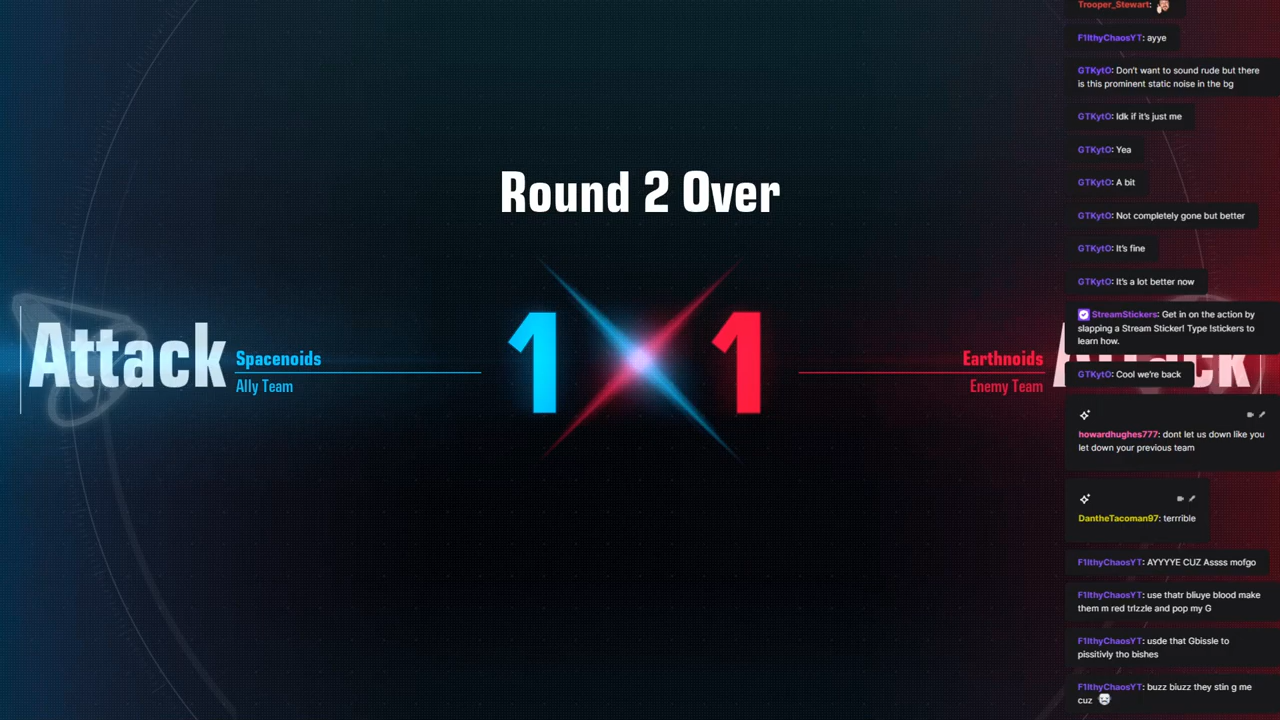 Trooper_Stewart:
F1lthyChaosYT: ayye
GTKytO: Don't want to sound rude but there
is this prominent static noise in the bg
GTKytO: Idk if it's just me
GTKytO: Yea
GTKytO: A bit
GTKytO: Not completely gone but better
GTKytO: It's fine
GTKytO: It's a lot better now
StreamStickers: Get in on the action by
slapping a Stream Sticker! Type !stickers to
learn how.
GTKytO: Cool we're back
howardhughes777: dont let us down like you
let down your previous team
DantheTacoman97: terrrible
F1lthyChaosYT: AYYYYE CUZ Assss mofgo
F1lthyChaosYT: use thatr bliuye blood make
them m red trlzzle and pop my G
F1lthyChaosYT: usde that Gbissle to
pissitivly tho bishes
F1lthyChaosYT: buzz biuzz they stin g me
cuz
Round 2 Over
Attack
Spacenoids
Ally Team
1
1
Earthnoids
Enemy Team